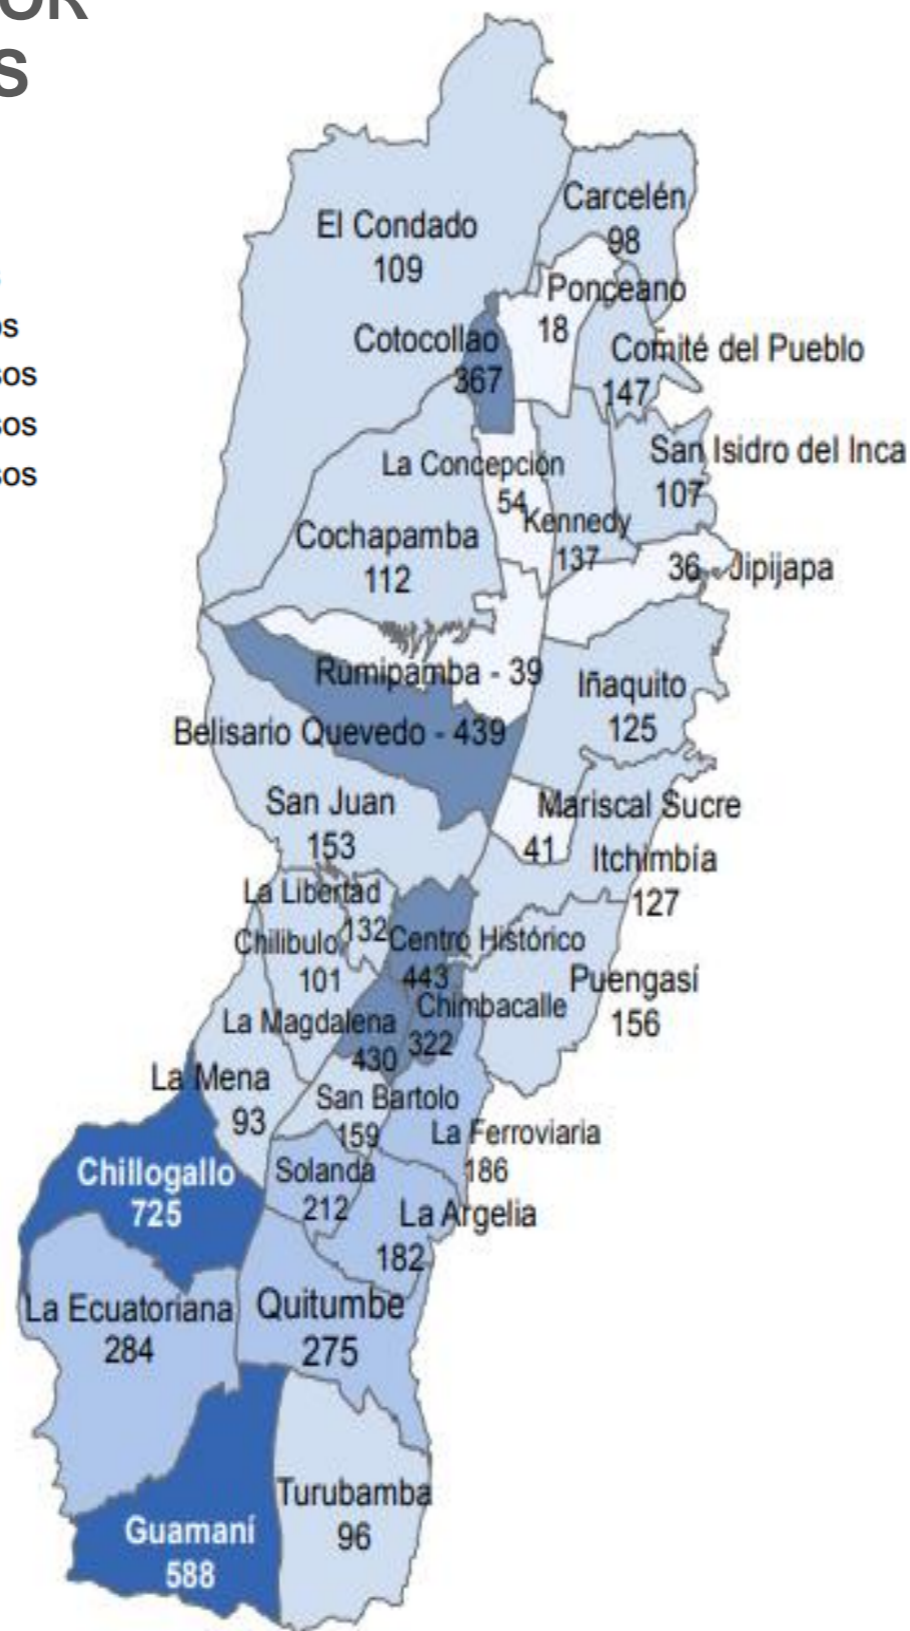 OR
S
os
sos
sos
sos
El Condado
109
Carcelén
98
Ponceano
18
Cotocollao
367
Comité del Pueblo
147
La Concepción
54
San Isidro del Inca
107
Kennedy
137
Cochapamba
112
36 - Jipijapa
Rumipamba - 39
Iñaquito
125
Belisario Quevedo - 439
San Juan
153
Mariscal Sucre
41
Itchimbía
127
La Libertad
132
Chilibulo
101
Centro Histórico
443
Puengasí
156
Chimbacalle
322
La Magdalena
430
La Mena
93
San Bartolo
159
La Ferroviaria
186
Chillogallo
725
Solanda
212
La Argelia
182
La Ecuatoriana
284
Quitumbe
275
Turubamba
96
Guamaní
588